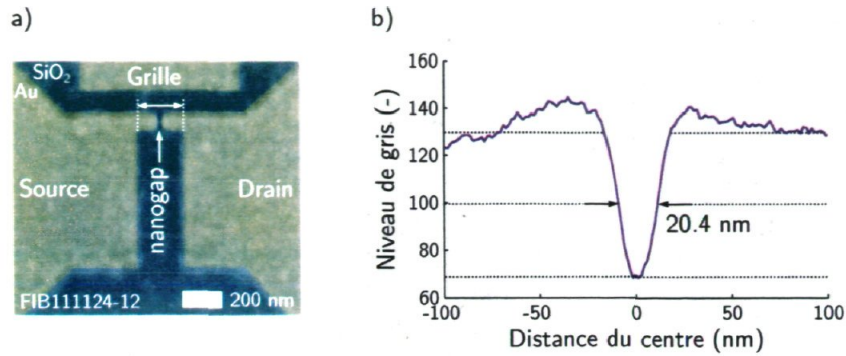 a)
SiO₂
Au
Grille
Source
nanogap
Drain
FIB111124-12
200 nm
b)
Niveau de gris (-)
160
140
120
100
80
60
20.4 nm
-100
-50
0
50
100
Distance du centre (nm)